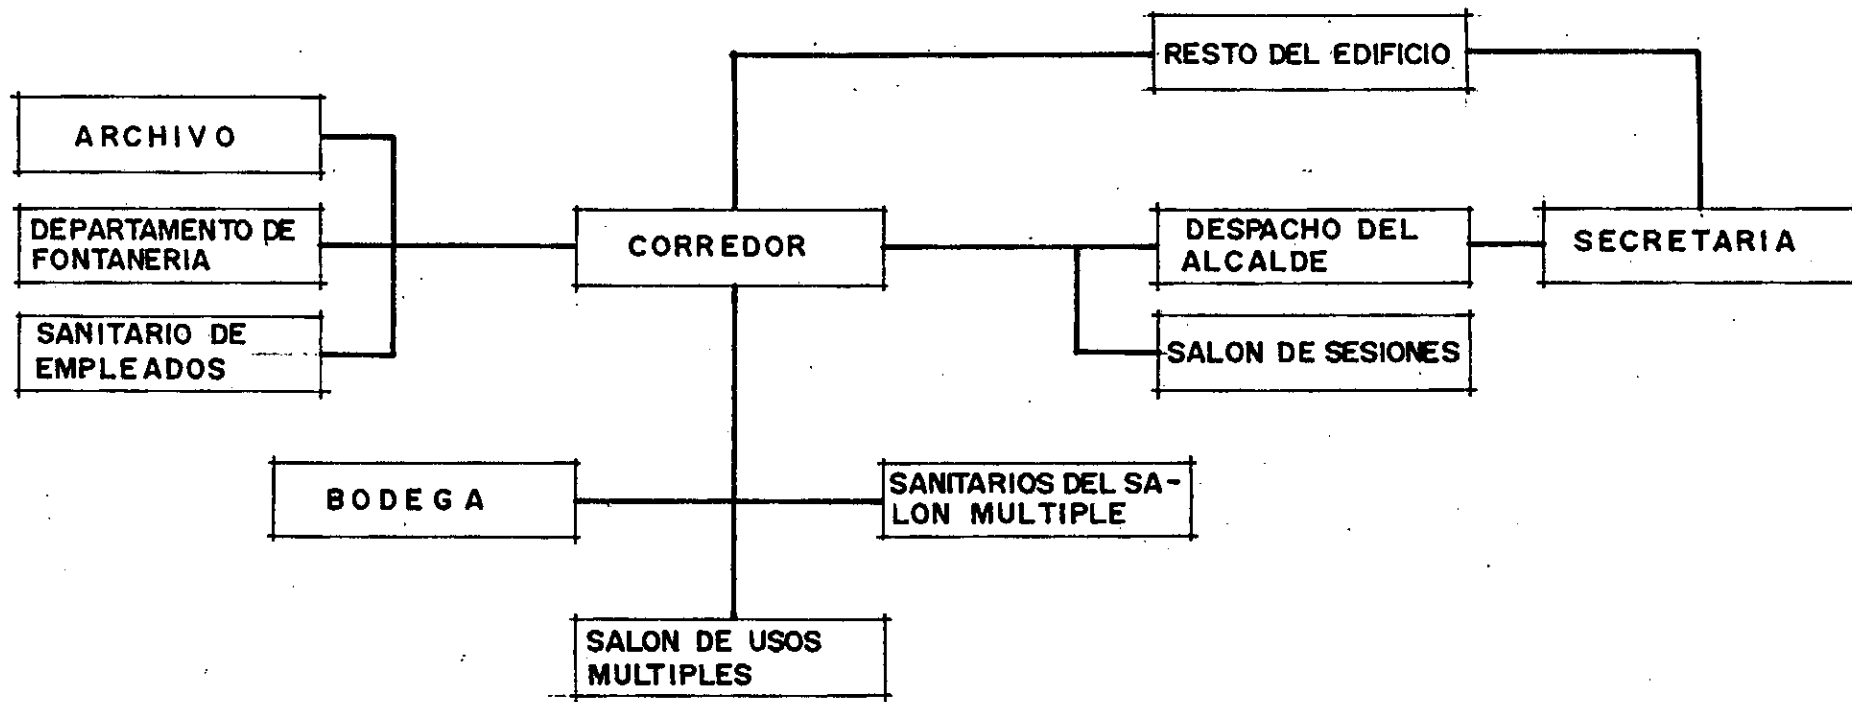 RESTO DEL EDIFICIO
ARCHIVO
DEPARTAMENTO DE
FONTANERIA
CORREDOR
DESPACHO DEL
ALCALDE
SECRETARIA
SANITARIO DE
EMPLEADOS
SALON DE SESIONES
BODEGA
SANITARIOS DEL SA-
LON MULTIPLE
SALON DE USOS
MULTIPLES